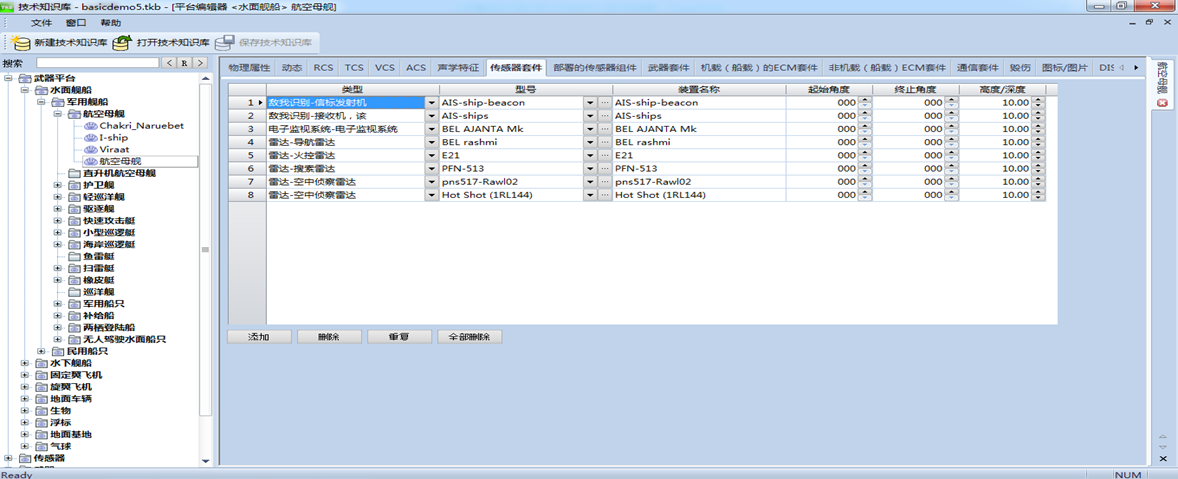 技术知识库 - basicdemo5.tkb - [平台编辑器 <水面舰船> 航空母舰]
文件 窗口 帮助
新建技术知识库 打开技术知识库 保存技术知识库
搜索 < R >
武器平台
水面舰船
军用舰船
航空母舰
Chakri_Naruebet
I-ship
Viraat
航空母舰
直升机航空母舰
护卫舰
轻巡洋舰
驱逐舰
快速攻击艇
小型巡逻艇
海岸巡逻艇
鱼雷艇
扫雷艇
橡皮艇
巡洋舰
军用船只
补给船
两栖登陆船
无人驾驶水面船只
民用船只
水下舰船
固定翼飞机
旋翼飞机
地面车辆
生物
浮标
地面基地
气球
传感器
物理属性 动态 RCS TCS VCS ACS 声学特征 传感器套件 部署的传感器组件 武器套件 机载（船载）的ECM套件 非机载（船载）ECM套件 通信套件 毁伤 图标/图片 DIS
类型 型号 装置名称 起始角度 终止角度 高度/深度
1 敌我识别-信标发射机 AIS-ship-beacon AIS-ship-beacon 000 000 10.00
2 敌我识别-接收机，该 AIS-ships AIS-ships 000 000 10.00
3 电子监视系统-电子监视系统 BEL AJANTA Mk BEL AJANTA Mk 000 000 10.00
4 雷达-导航雷达 BEL rashmi BEL rashmi 000 000 10.00
5 雷达-火控雷达 E21 E21 000 000 10.00
6 雷达-搜索雷达 PFN-513 PFN-513 000 000 10.00
7 雷达-空中侦察雷达 pns517-Rawl02 pns517-Rawl02 000 000 10.00
8 雷达-空中侦察雷达 Hot Shot (1RL144) Hot Shot (1RL144) 000 000 10.00
添加 删除 重复 全部删除
航空母舰
Ready NUM